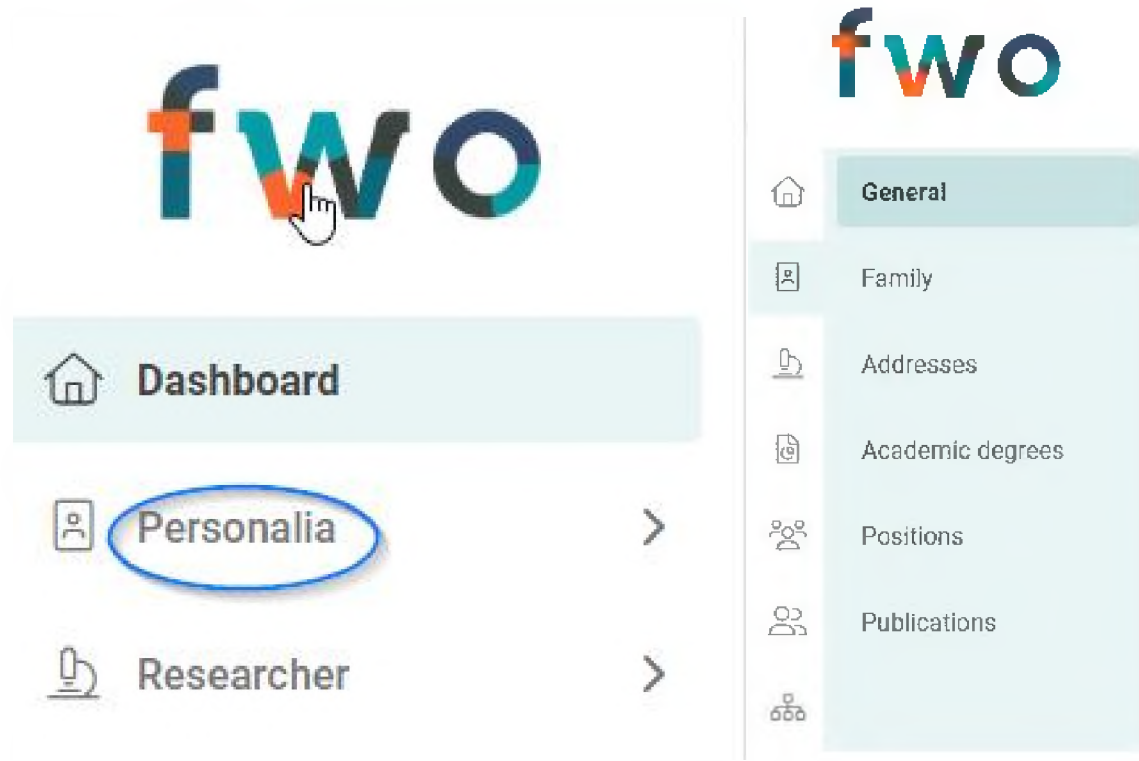 fwo
Dashboard
Personalia
Researcher
fwo
General
Family
Addresses
Academic degrees
Positions
Publications